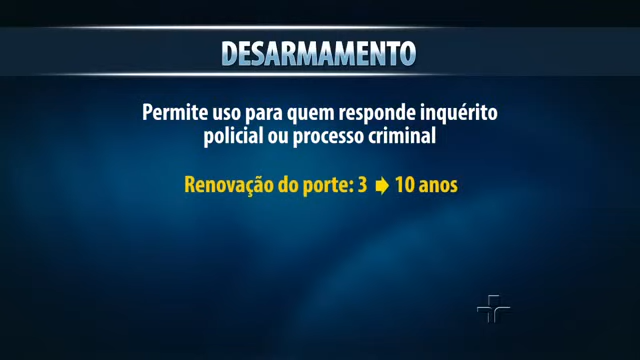 DESARMAMENTO
Permite uso para quem responde inquérito
policial ou processo criminal
Renovação do porte: 3 ➡ 10 anos